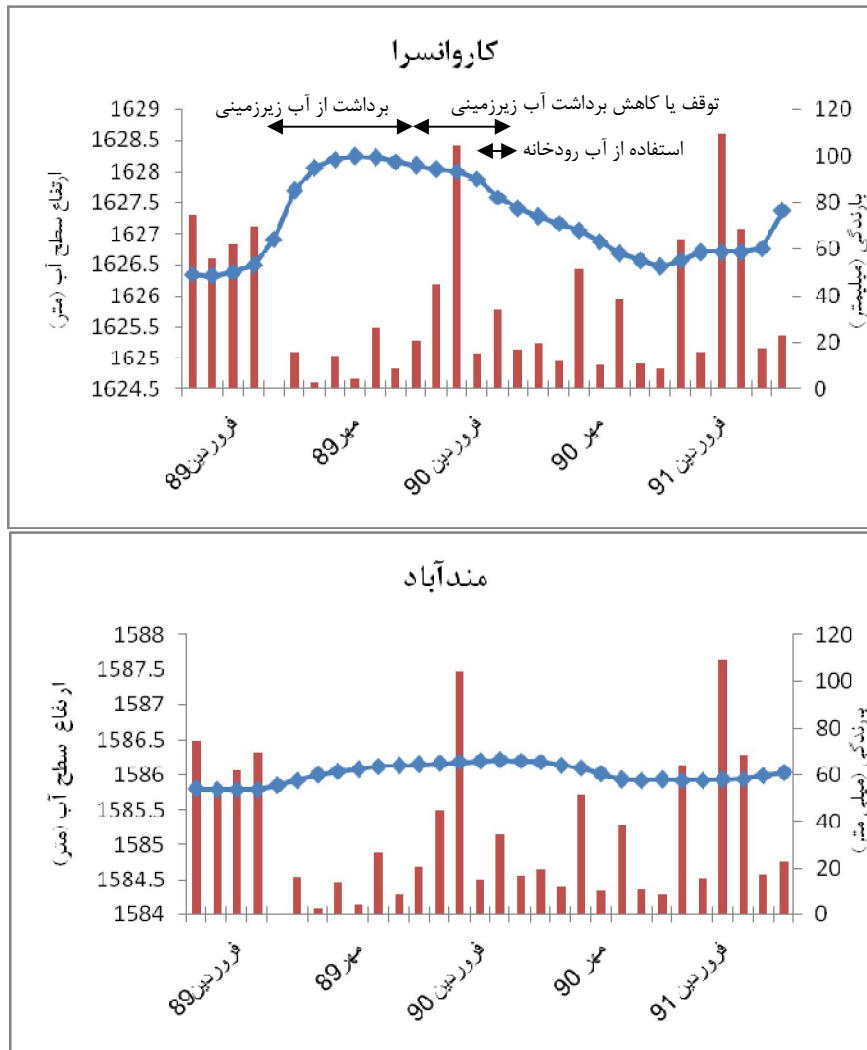 کاروانسرا
برداشت از آب زیرزمینی
توقف یا کاهش برداشت آب زیرزمینی
استفاده از آب رودخانه
ارتفاع سطح آب (متر)
1629
1628.5
1628
1627.5
1627
1626.5
1626
1625.5
1625
1624.5
120
100
80
60
40
20
0
بارندگی (میلیمتر)
فروردین89
مهر89
فروردین 90
مهر 90
فروردین 91
مندآباد
ارتفاع سطح آب (متر)
1588
1587.5
1587
1586.5
1586
1585.5
1585
1584.5
1584
120
100
80
60
40
20
0
بارندگی (میلی متر)
فروردین89
مهر89
فروردین 90
مهر 90
فروردین 91